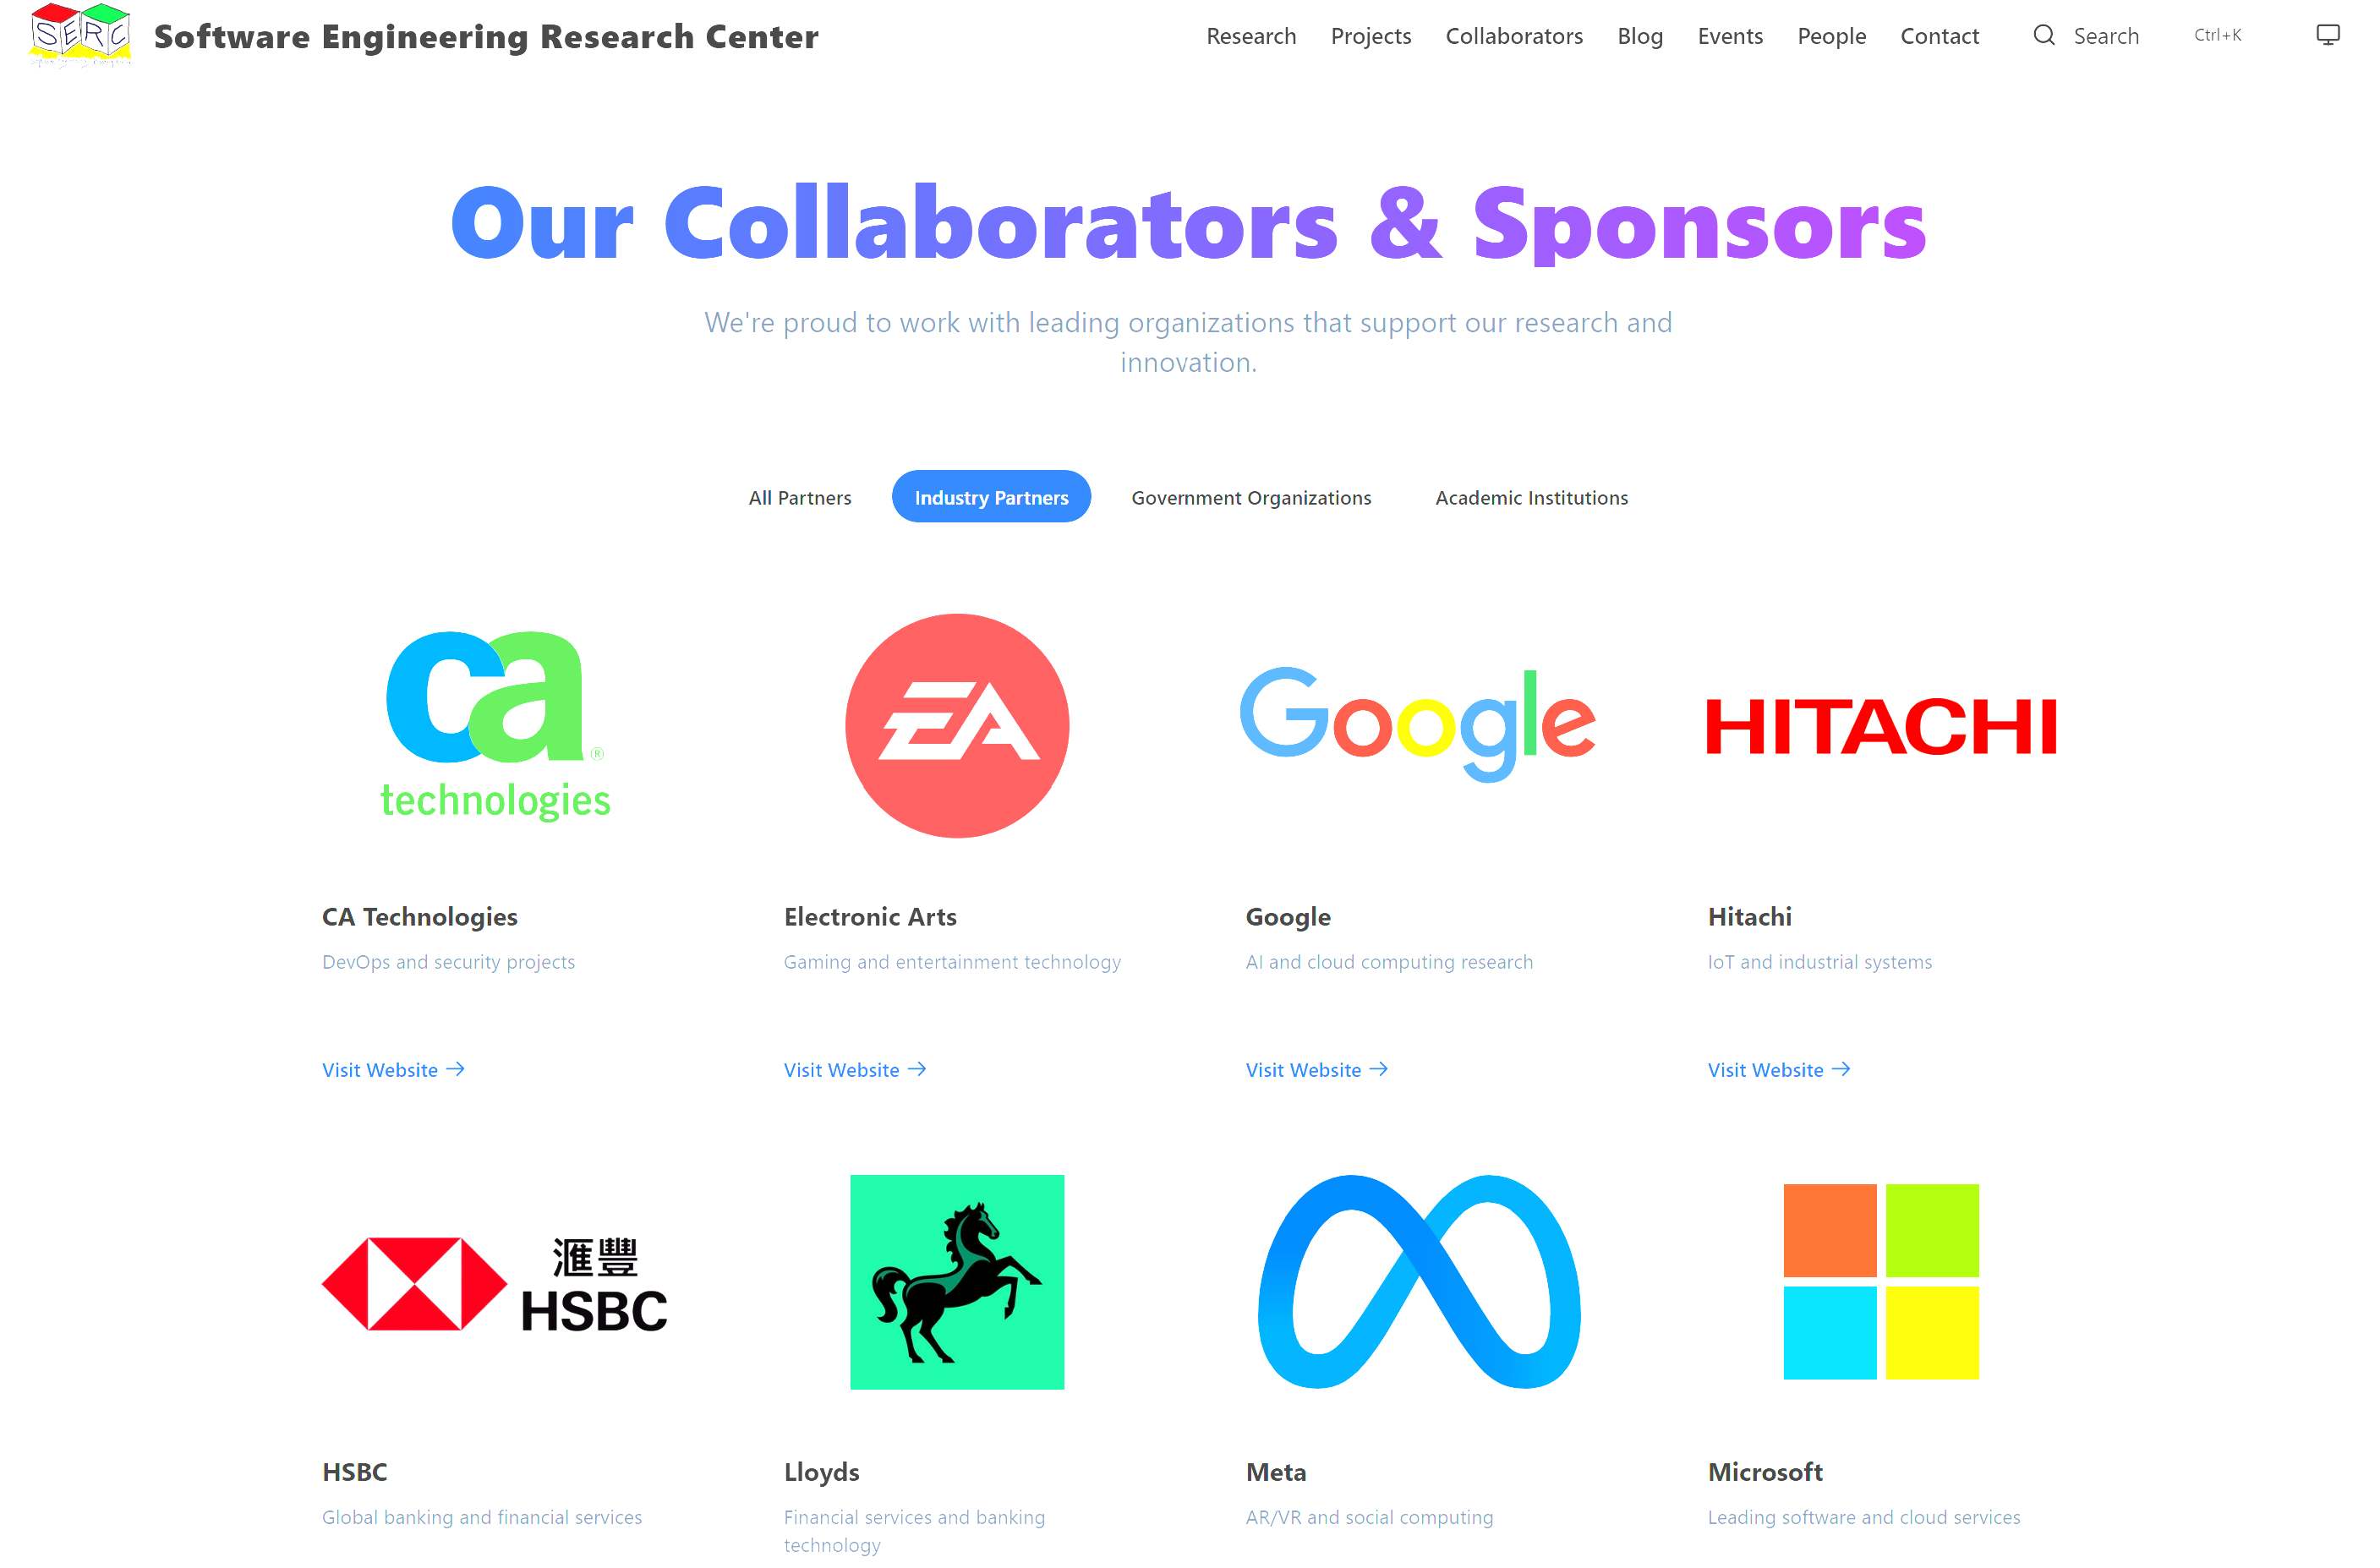 SERC
Software Engineering Research Center
Research Projects Collaborators Blog Events People Contact Search Ctrl+K
Our Collaborators & Sponsors
We're proud to work with leading organizations that support our research and
innovation.
All Partners Industry Partners Government Organizations Academic Institutions
ca ®
technologies
EA
Google
HITACHI
CA Technologies
DevOps and security projects
Visit Website →
Electronic Arts
Gaming and entertainment technology
Visit Website →
Google
AI and cloud computing research
Visit Website →
Hitachi
IoT and industrial systems
Visit Website →
滙豐
HSBC
HSBC
Global banking and financial services
Lloyds
Financial services and banking
technology
Meta
AR/VR and social computing
Microsoft
Leading software and cloud services